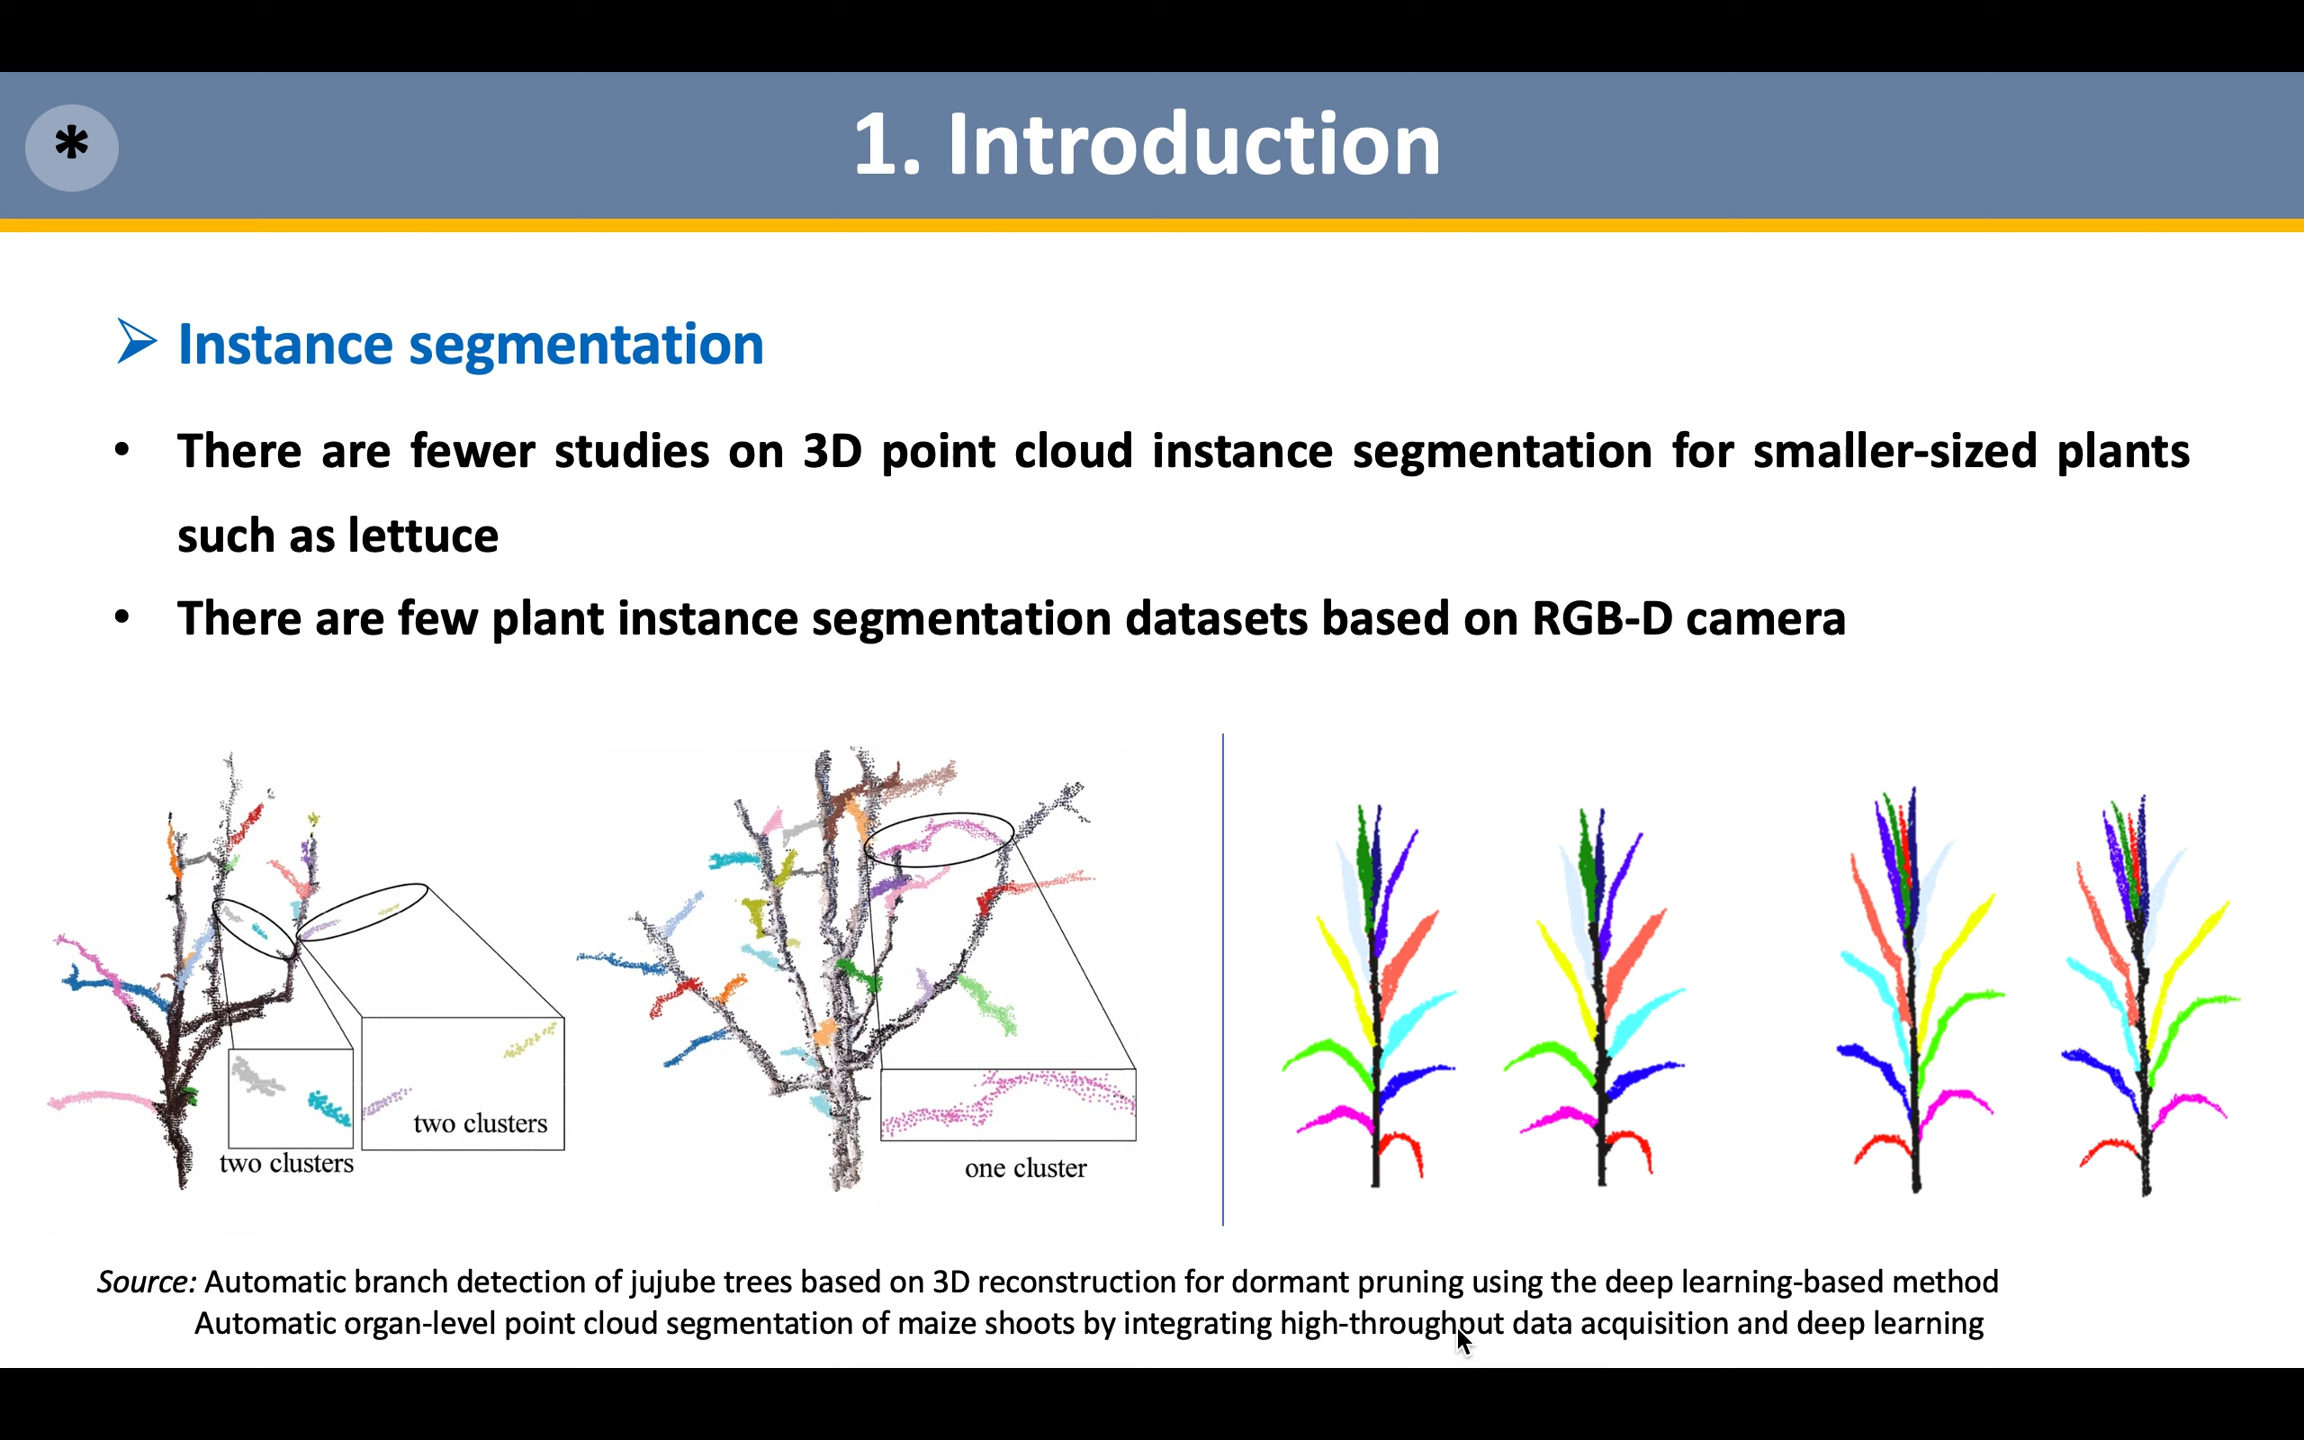 *
1. Introduction
➢ Instance segmentation
• There are fewer studies on 3D point cloud instance segmentation for smaller-sized plants
such as lettuce
• There are few plant instance segmentation datasets based on RGB-D camera
two clusters
two clusters
one cluster
Source: Automatic branch detection of jujube trees based on 3D reconstruction for dormant pruning using the deep learning-based method
Automatic organ-level point cloud segmentation of maize shoots by integrating high-throughput data acquisition and deep learning